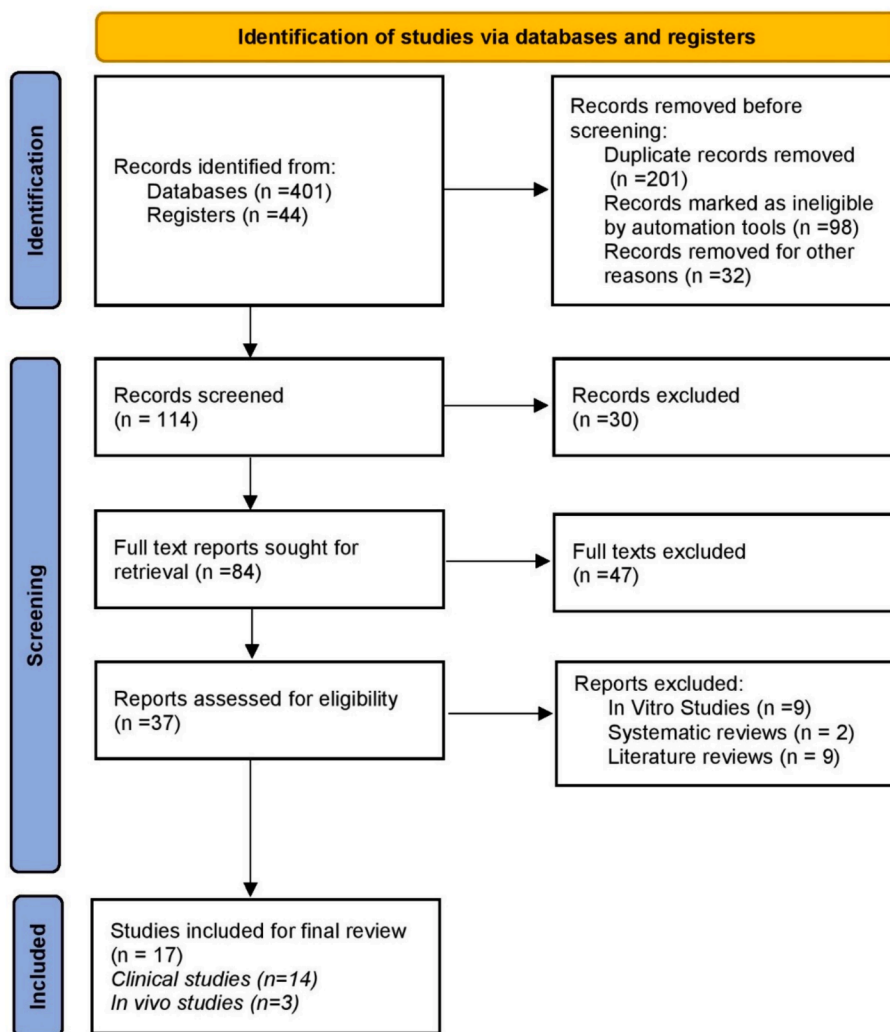 Identification of studies via databases and registers
Identification
Records identified from:
Databases (n =401)
Registers (n =44)
Records removed before
screening:
Duplicate records removed
(n =201)
Records marked as ineligible
by automation tools (n =98)
Records removed for other
reasons (n =32)
Screening
Records screened
(n = 114)
Records excluded
(n =30)
Full text reports sought for
retrieval (n =84)
Full texts excluded
(n =47)
Reports assessed for eligibility
(n =37)
Reports excluded:
In Vitro Studies (n =9)
Systematic reviews (n = 2)
Literature reviews (n = 9)
Included
Studies included for final review
(n = 17)
Clinical studies (n=14)
In vivo studies (n=3)